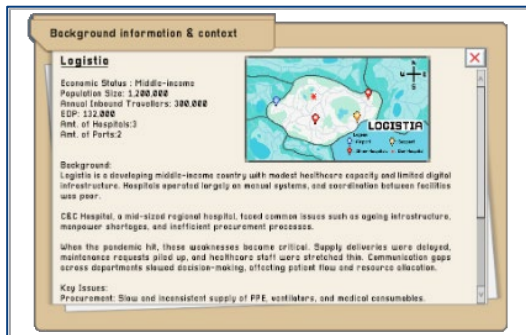 Background information & context
Logistia
Economic Status : Middle-income
Population Size: 1,200,000
Annual Inbound Travellers: 300,000
GDP: 132,000
Amt. of Hospitals:3
Amt. of Ports:2
W
E
S
LOGISTIA
Legend
Airport
Seaport
Background:
Logistia is a developing middle-income country with modest healthcare capacity and limited digital
infrastructure. Hospitals operated largely on manual systems, and coordination between facilities
was poor.
Hospital, a mid-sized regional hospital, faced common issues such as ageing infrastructure,
manpower shortages, and inefficient procurement processes.
When the pandemic hit, these weaknesses became critical. Supply deliveries were delayed,
maintenance requests piled up, and healthcare staff were stretched thin. Communication gaps
across departments slowed decision-making, affecting patient flow and resource allocation.
Key Issues:
Procurement: Slow and inconsistent supply of PPE, ventilators, and medical consumables.